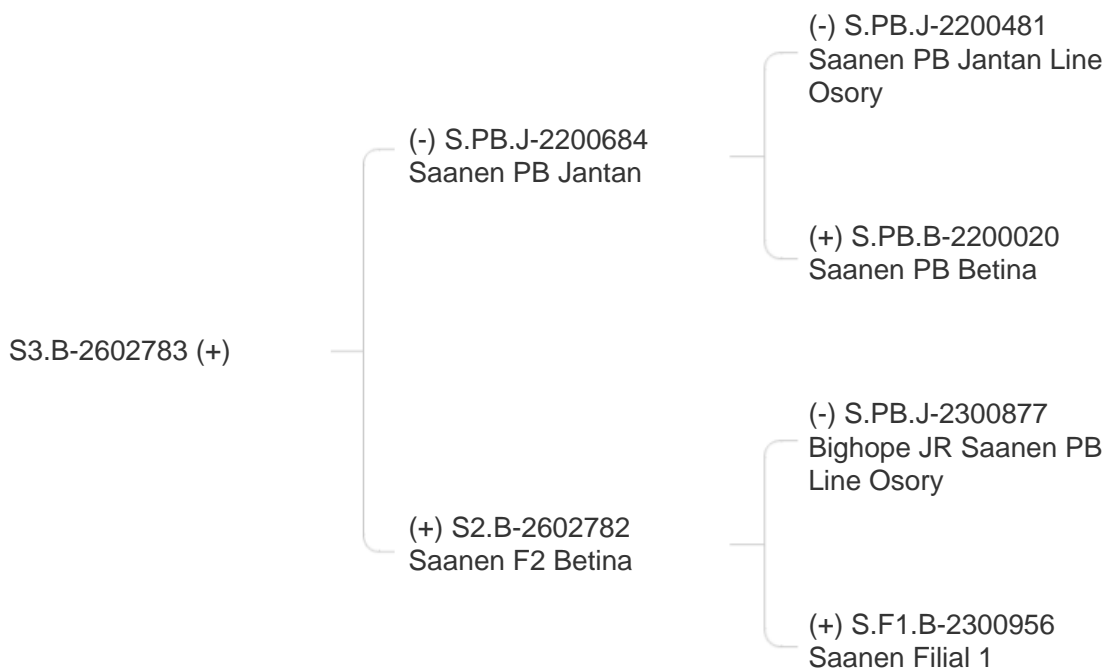 (-) S.PB.J-2200481
Saanen PB Jantan Line
Osory
(-) S.PB.J-2200684
Saanen PB Jantan
(+) S.PB.B-2200020
Saanen PB Betina
S3.B-2602783 (+)
(-) S.PB.J-2300877
Bighope JR Saanen PB
Line Osory
(+) S2.B-2602782
Saanen F2 Betina
(+) S.F1.B-2300956
Saanen Filial 1